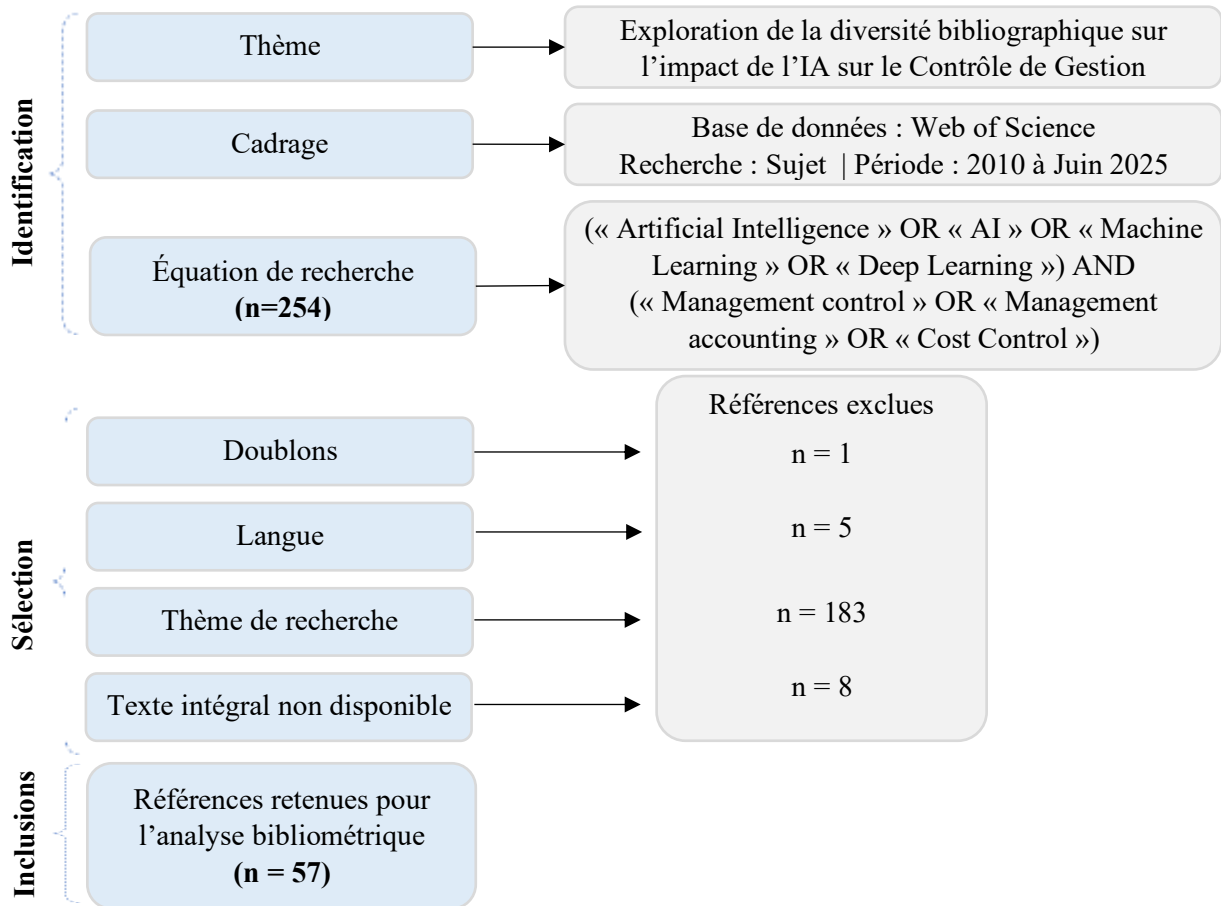 Identification
Thème
Exploration de la diversité bibliographique sur
l’impact de l’IA sur le Contrôle de Gestion
Cadrage
Base de données : Web of Science
Recherche : Sujet | Période : 2010 à Juin 2025
Équation de recherche
(n=254)
(« Artificial Intelligence » OR « AI » OR « Machine
Learning » OR « Deep Learning ») AND
(« Management control » OR « Management
accounting » OR « Cost Control »)
Sélection
Références exclues
Doublons
n = 1
Langue
n = 5
Thème de recherche
n = 183
Texte intégral non disponible
n = 8
Inclusions
Références retenues pour
l’analyse bibliométrique
(n = 57)